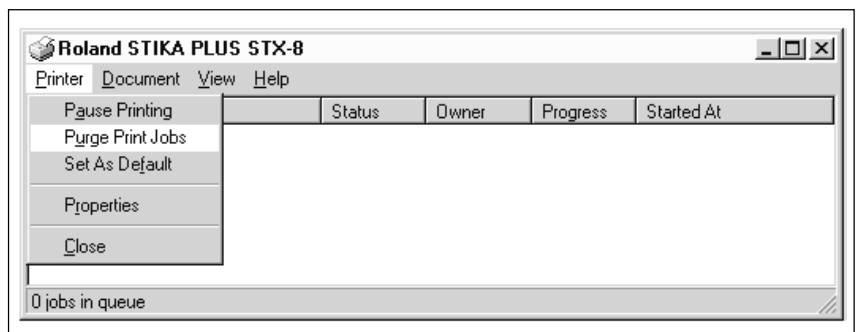 Roland STIKA PLUS STX-8
Printer Document View Help
Pause Printing Status Owner Progress Started At
Purge Print Jobs
Set As Default
Properties
Close
0 jobs in queue